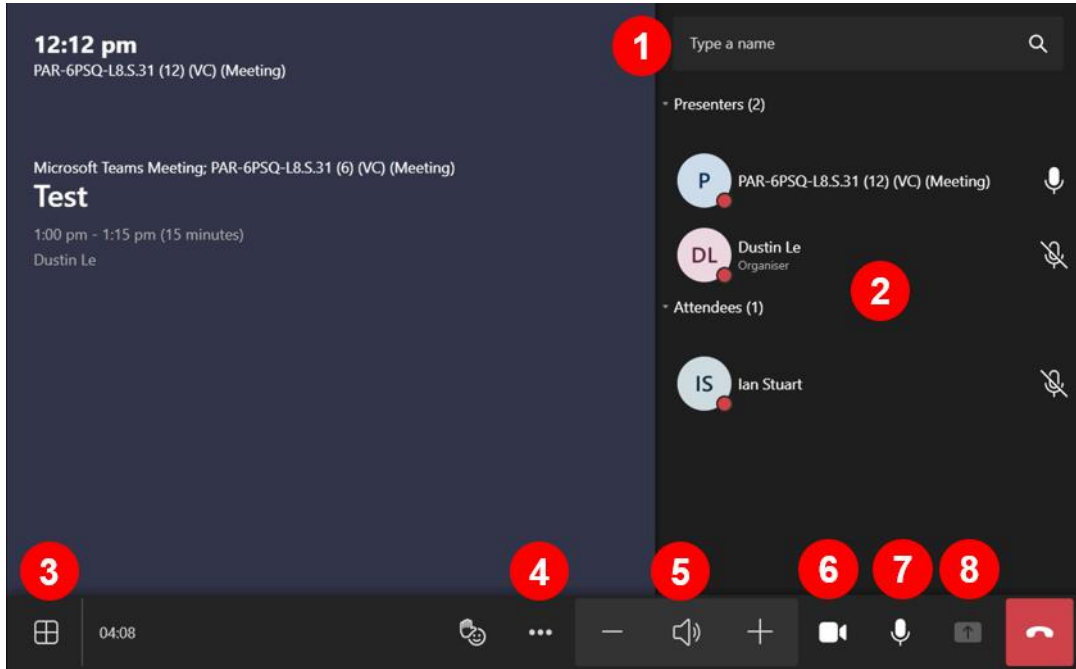 12:12 pm
PAR-6PSQ-L8.S.31 (12) (VC) (Meeting)
Microsoft Teams Meeting; PAR-6PSQ-L8.S.31 (6) (VC) (Meeting)
Test
1:00 pm - 1:15 pm (15 minutes)
Dustin Le
1
Type a name
Presenters (2)
P
PAR-6PSQ-L8.S.31 (12) (VC) (Meeting)
DL
Dustin Le
Organiser
2
Attendees (1)
IS
Ian Stuart
3
4
5
6
7
8
04:08